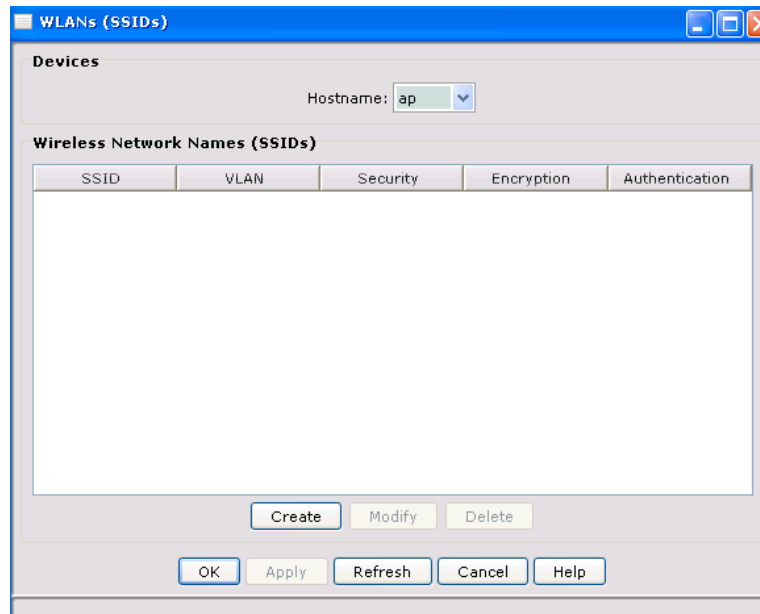 WLANs (SSIDs)
Devices
Hostname: ap
Wireless Network Names (SSIDs)
SSID VLAN Security Encryption Authentication
Create Modify Delete
OK Apply Refresh Cancel Help